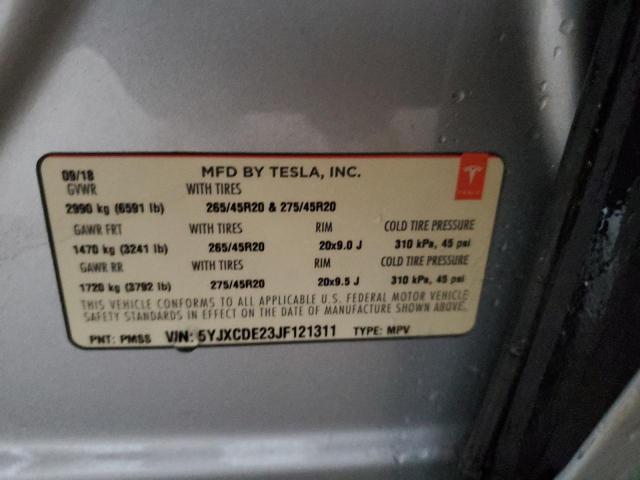 09/18 MFD BY TESLA, INC.
GVWR WITH TIRES
2990 kg (6591 lb) 265/45R20 & 275/45R20
GAWR FRT WITH TIRES RIM COLD TIRE PRESSURE
1470 kg (3241 lb) 265/45R20 20x9.0 J 310 kPa, 45 psi
GAWR RR WITH TIRES RIM COLD TIRE PRESSURE
1720 kg (3792 lb) 275/45R20 20x9.5 J 310 kPa, 45 psi
THIS VEHICLE CONFORMS TO ALL APPLICABLE U.S. FEDERAL MOTOR VEHICLE
SAFETY STANDARDS IN EFFECT ON THE DATE OF MANUFACTURE SHOWN ABOVE.
PNT: PMSS VIN: 5YJXCDE23JF121311 TYPE: MPV
TESLA